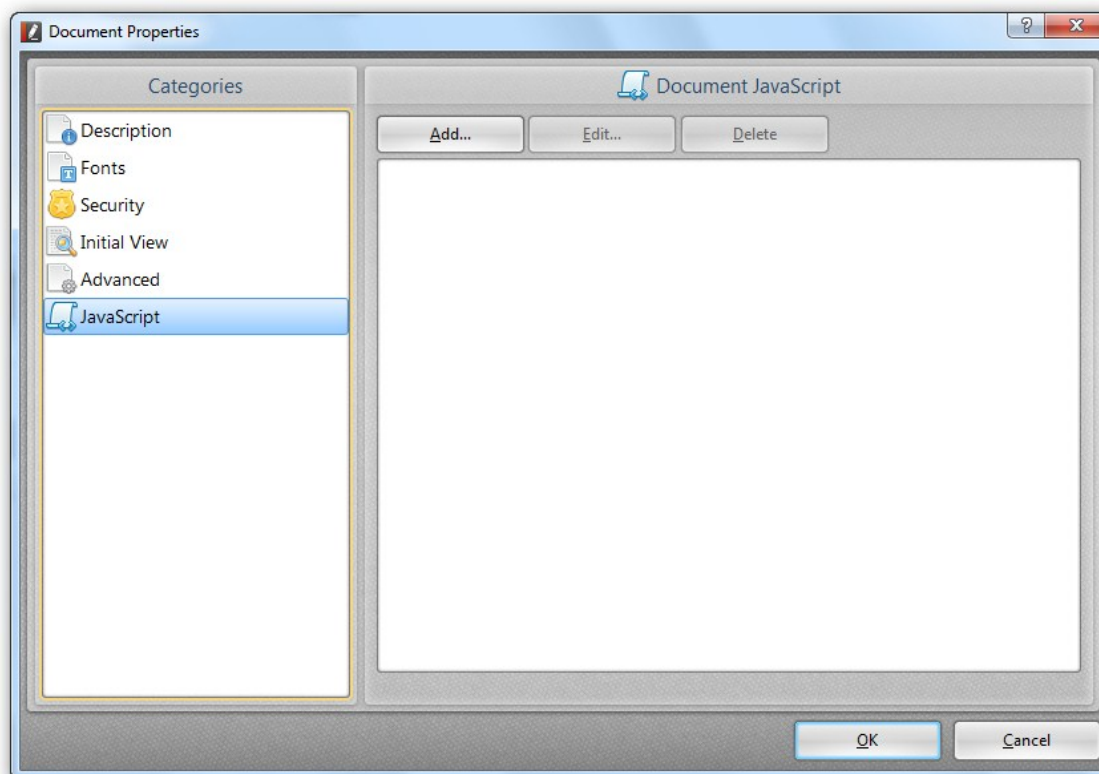 Document Properties
Categories
Description
Fonts
Security
Initial View
Advanced
JavaScript
Document JavaScript
Add... Edit... Delete
OK Cancel